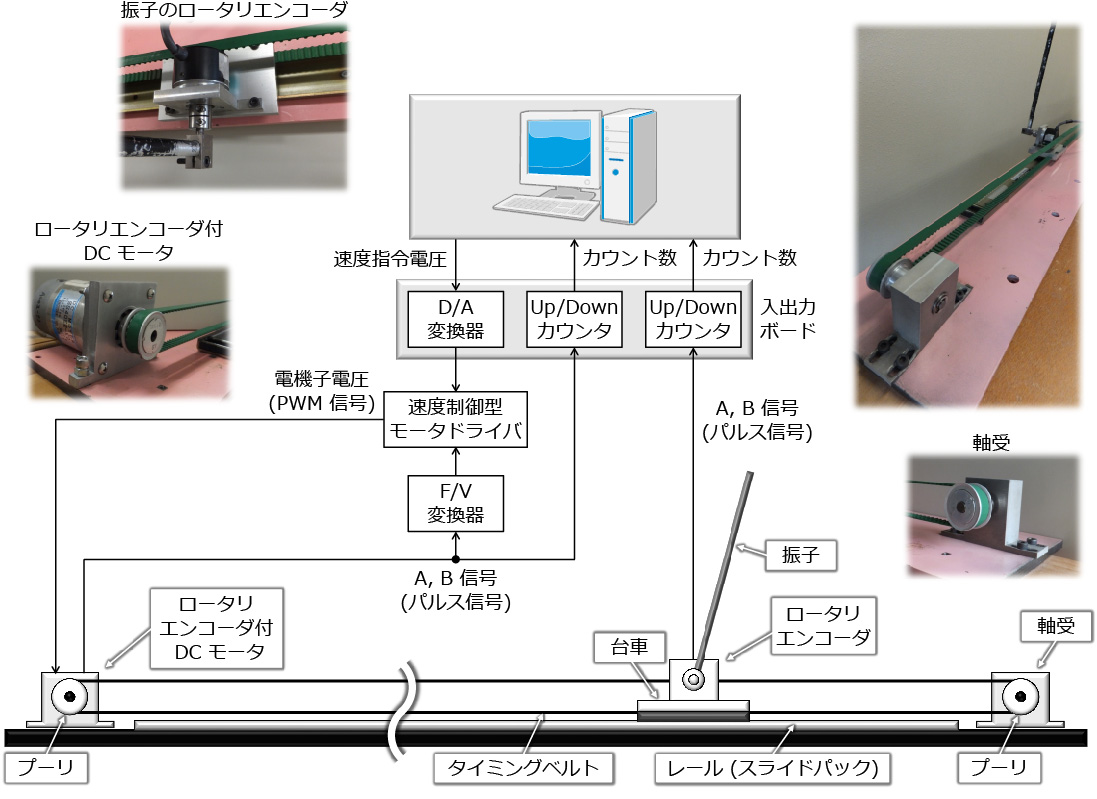 振子のロータリエンコーダ
ロータリエンコーダ付
DC モータ
速度指令電圧
カウント数
カウント数
D/A
変換器
Up/Down
カウンタ
Up/Down
カウンタ
入出力
ボード
電機子電圧
(PWM 信号)
速度制御型
モータドライバ
A, B 信号
(パルス信号)
軸受
F/V
変換器
振子
A, B 信号
(パルス信号)
ロータリ
エンコーダ付
DC モータ
台車
ロータリ
エンコーダ
軸受
プーリ
タイミングベルト
レール (スライドパック)
プーリ